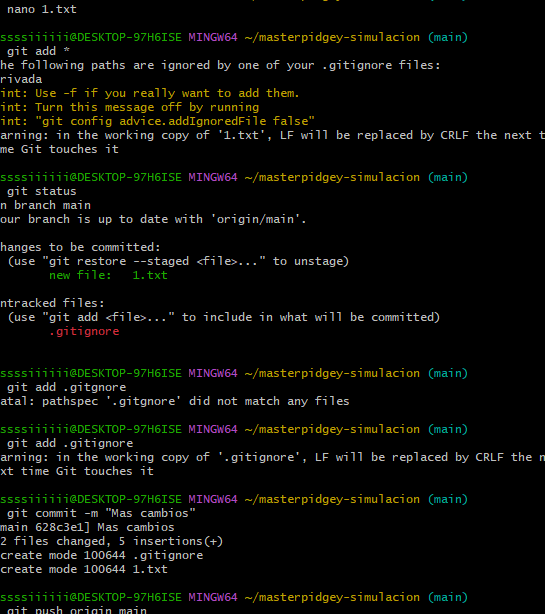 nano 1.txt
ssssiiiiii@DESKTOP-97H6ISE MINGW64 ~/masterpidgey-simulacion (main)
git add *
he following paths are ignored by one of your .gitignore files:
rivada
int: Use -f if you really want to add them.
int: Turn this message off by running
int: "git config advice.addIgnoredFile false"
arning: in the working copy of '1.txt', LF will be replaced by CRLF the next t
me Git touches it
ssssiiiiii@DESKTOP-97H6ISE MINGW64 ~/masterpidgey-simulacion (main)
git status
n branch main
our branch is up to date with 'origin/main'.
hanges to be committed:
(use "git restore --staged <file>..." to unstage)
new file:   1.txt
ntracked files:
(use "git add <file>..." to include in what will be committed)
.gitignore
ssssiiiiii@DESKTOP-97H6ISE MINGW64 ~/masterpidgey-simulacion (main)
git add .gitgnore
atal: pathspec '.gitgnore' did not match any files
ssssiiiiii@DESKTOP-97H6ISE MINGW64 ~/masterpidgey-simulacion (main)
git add .gitignore
arning: in the working copy of '.gitignore', LF will be replaced by CRLF the n
xt time Git touches it
ssssiiiiii@DESKTOP-97H6ISE MINGW64 ~/masterpidgey-simulacion (main)
git commit -m "Mas cambios"
main 628c3e1] Mas cambios
2 files changed, 5 insertions(+)
create mode 100644 .gitignore
create mode 100644 1.txt
ssssiiiiii@DESKTOP-97H6ISE MINGW64 ~/masterpidgey-simulacion (main)
git push origin main